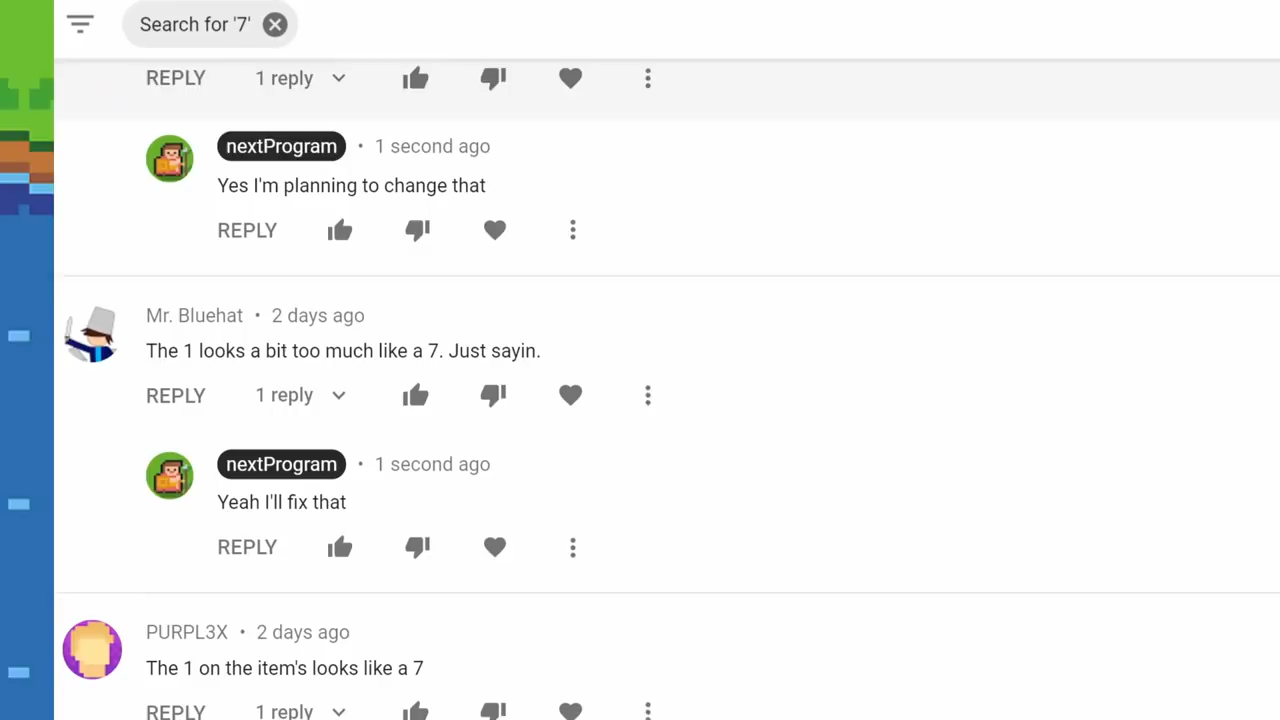 Search for '7'
REPLY 1 reply
nextProgram • 1 second ago
Yes I'm planning to change that
REPLY
Mr. Bluehat • 2 days ago
The 1 looks a bit too much like a 7. Just sayin.
REPLY 1 reply
nextProgram • 1 second ago
Yeah I'll fix that
REPLY
PURPL3X • 2 days ago
The 1 on the item's looks like a 7
REPLY 1 reply